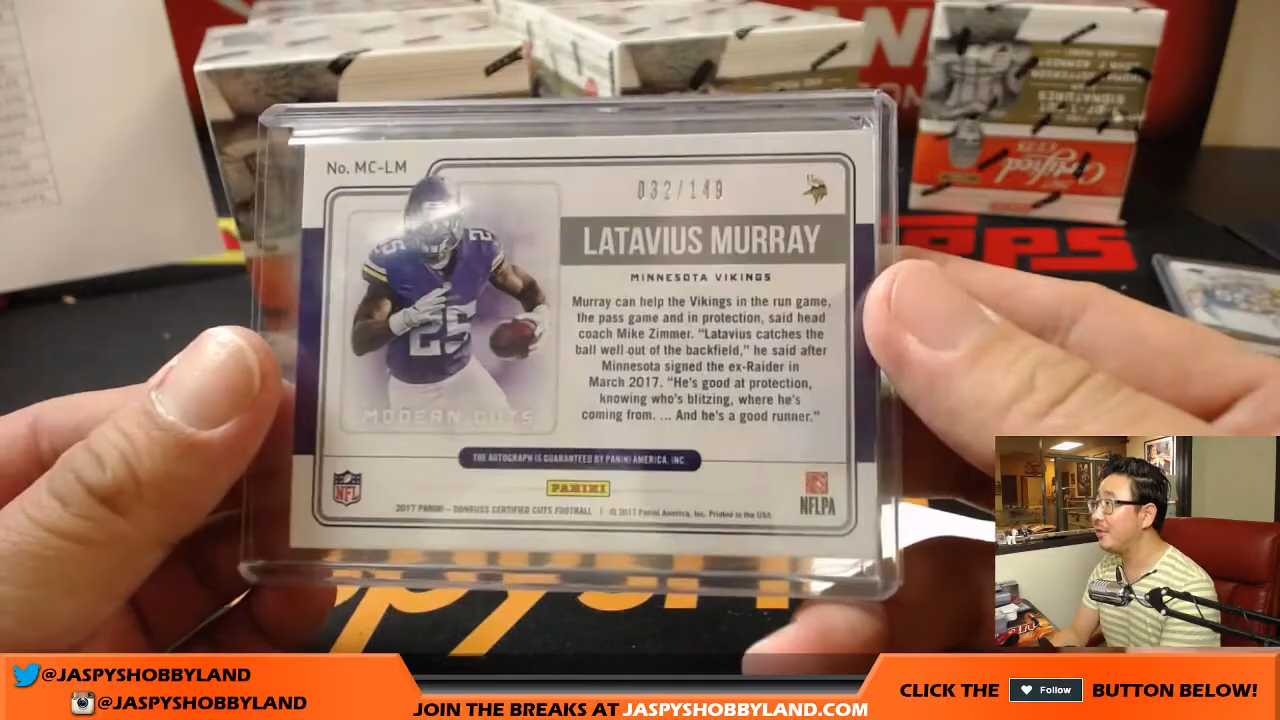 No. MC-LM
032/149
LATAVIUS MURRAY
MINNESOTA VIKINGS
Murray can help the Vikings in the run game,
the pass game and in protection, said head
coach Mike Zimmer. "Latavius catches the
ball well out of the backfield," he said after
Minnesota signed the ex-Raider in
March 2017. "He's good at protection,
knowing who's blitzing, where he's
coming from. ... And he's a good runner."
25
MODERN CUTS
THE AUTOGRAPH IS GUARANTEED BY PANINI AMERICA, INC.
PANINI
NFL
NFLPA
2017 PANINI – DONRUSS CERTIFIED CUTS FOOTBALL | © 2017 Panini America, Inc. Printed in the USA.
Certified
CUTS
SIGNATURES
@JASPYSHOBBYLAND
@JASPYSHOBBYLAND
JOIN THE BREAKS AT JASPYSHOBBYLAND.COM
CLICK THE Follow BUTTON BELOW!